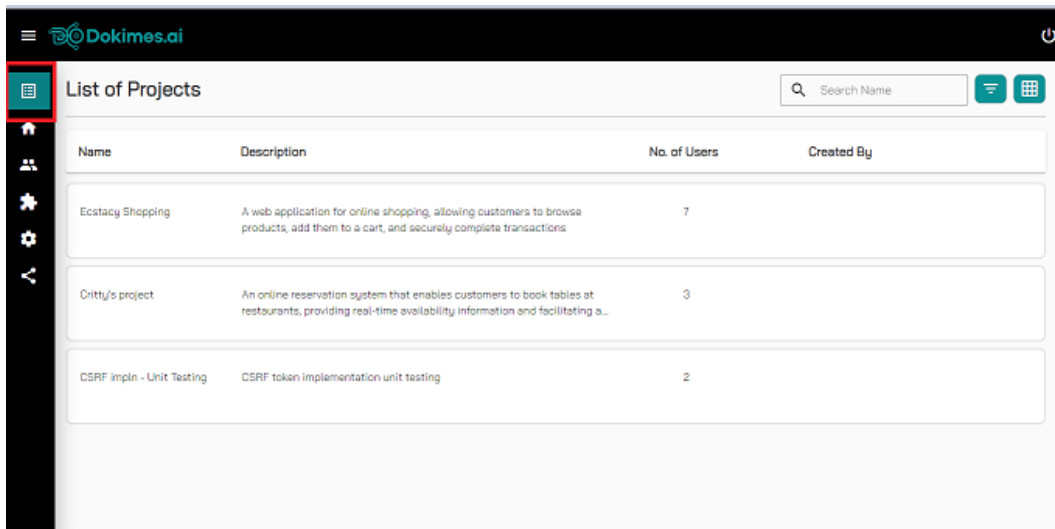 Dokimes.ai
List of Projects
Search Name
Name Description No. of Users Created By
Ecstacy Shopping A web application for online shopping, allowing customers to browse 7
products, add them to a cart, and securely complete transactions
Critty's project An online reservation system that enables customers to book tables at 3
restaurants, providing real-time availability information and facilitating a...
CSRF impln - Unit Testing CSRF token implementation unit testing 2